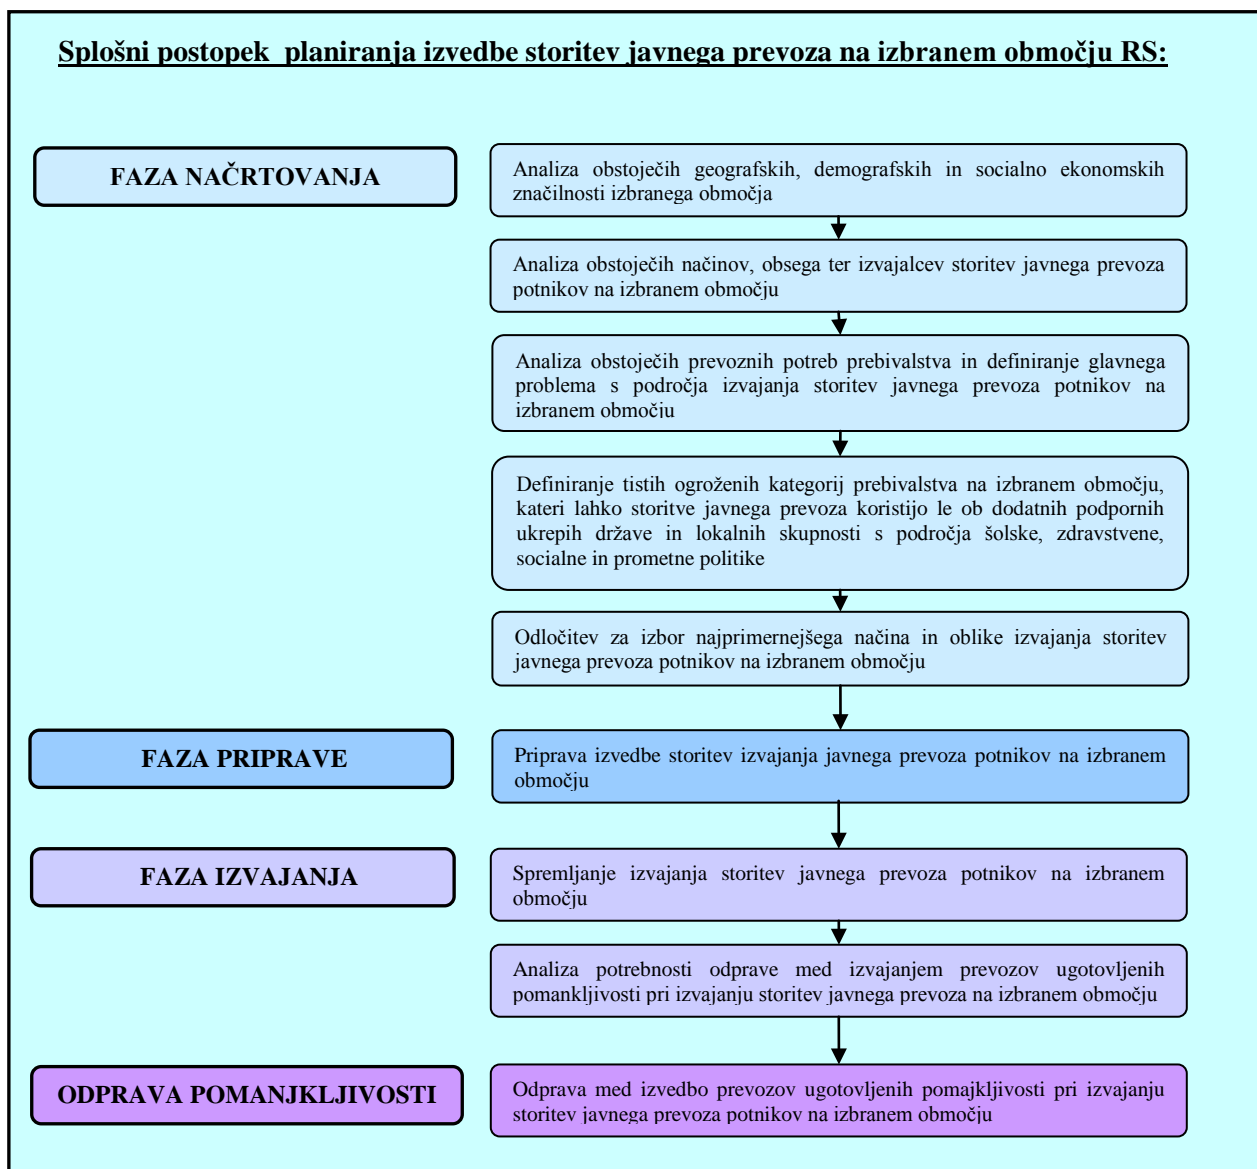 Splošni postopek planiranja izvedbe storitev javnega prevoza na izbranem območju RS:
FAZA NAČRTOVANJA
Analiza obstoječih geografskih, demografskih in socialno ekonomskih
značilnosti izbranega območja
Analiza obstoječih načinov, obsega ter izvajalcev storitev javnega prevoza
potnikov na izbranem območju
Analiza obstoječih prevoznih potreb prebivalstva in definiranje glavnega
problema s področja izvajanja storitev javnega prevoza potnikov na
izbranem območju
Definiranje tistih ogroženih kategorij prebivalstva na izbranem območju,
kateri lahko storitve javnega prevoza koristijo le ob dodatnih podpornih
ukrepih države in lokalnih skupnosti s področja šolske, zdravstvene,
socialne in prometne politike
Odločitev za izbor najprimernejšega načina in oblike izvajanja storitev
javnega prevoza potnikov na izbranem območju
FAZA PRIPRAVE
Priprava izvedbe storitev izvajanja javnega prevoza potnikov na izbranem
območju
FAZA IZVAJANJA
Spremljanje izvajanja storitev javnega prevoza potnikov na izbranem
območju
Analiza potrebnosti odprave med izvajanjem prevozov ugotovljenih
pomankljivosti pri izvajanju storitev javnega prevoza na izbranem območju
ODPRAVA POMANJKLJIVOSTI
Odprava med izvedbo prevozov ugotovljenih pomajkljivosti pri izvajanju
storitev javnega prevoza potnikov na izbranem območju